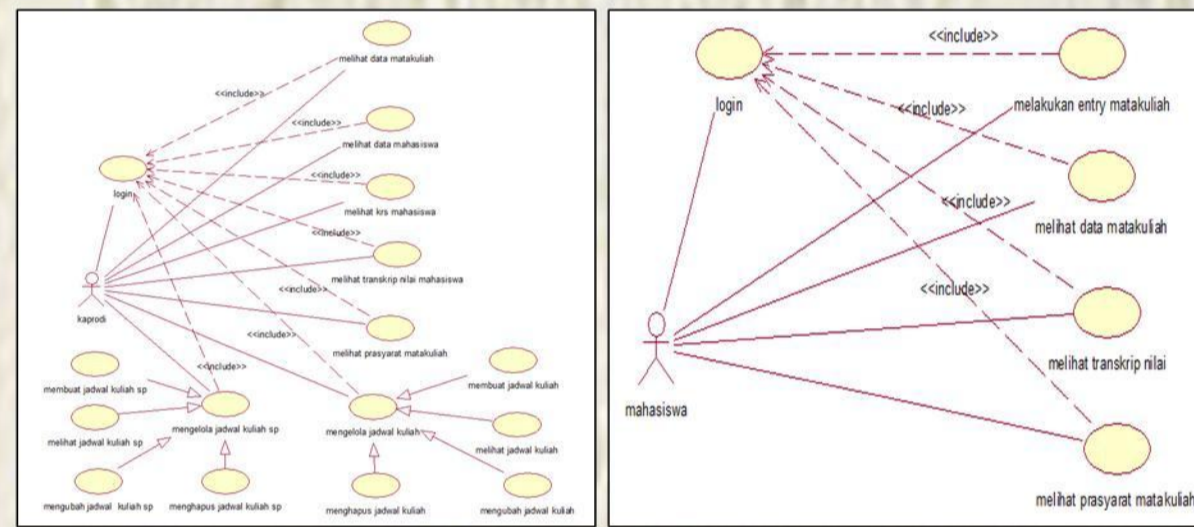 melihat data matakuliah
<<include>>
<<include>>
melihat data mahasiswa
login
<<include>>
melihat krs mahasiswa
<<include>>
melihat transkrip nilai mahasiswa
<<include>>
kaprodi
<<include>>
melihat prasyarat matakuliah
<<include>>
membuat jadwal kuliah sp
membuat jadwal kuliah
mengelola jadwal kuliah sp
mengelola jadwal kuliah
melihat jadwal kuliah sp
melihat jadwal kuliah
mengubah jadwal kuliah sp
menghapus jadwal kuliah sp
menghapus jadwal kuliah
mengubah jadwal kuliah
<<include>>
login
melakukan entry matakuliah
<<include>>
<<include>>
melihat data matakuliah
<<include>>
melihat transkrip nilai
mahasiswa
melihat prasyarat matakuliah